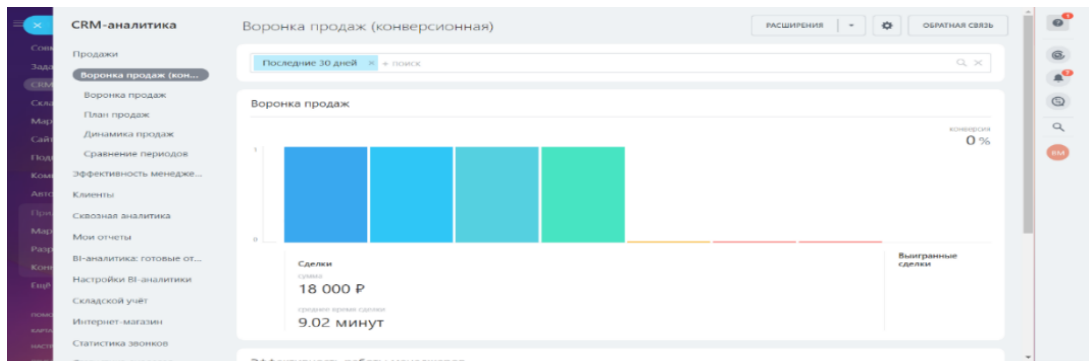 CRM-аналитика
Продажи
Воронка продаж (кон...
Воронка продаж
План продаж
Динамика продаж
Сравнение периодов
Эффективность менедже...
Клиенты
Сквозная аналитика
Мои отчеты
BI-аналитика: готовые от...
Настройки BI-аналитики
Складской учёт
Интернет-магазин
Статистика звонков
Воронка продаж (конверсионная)
РАСШИРЕНИЯ
ОБРАТНАЯ СВЯЗЬ
Последние 30 дней × + поиск
Воронка продаж
конверсия
0 %
1
0
Сделки
сумма
18 000 ₽
среднее время сделки
9.02 минут
Выигранные
сделки
CRM
Ещё
ВМ